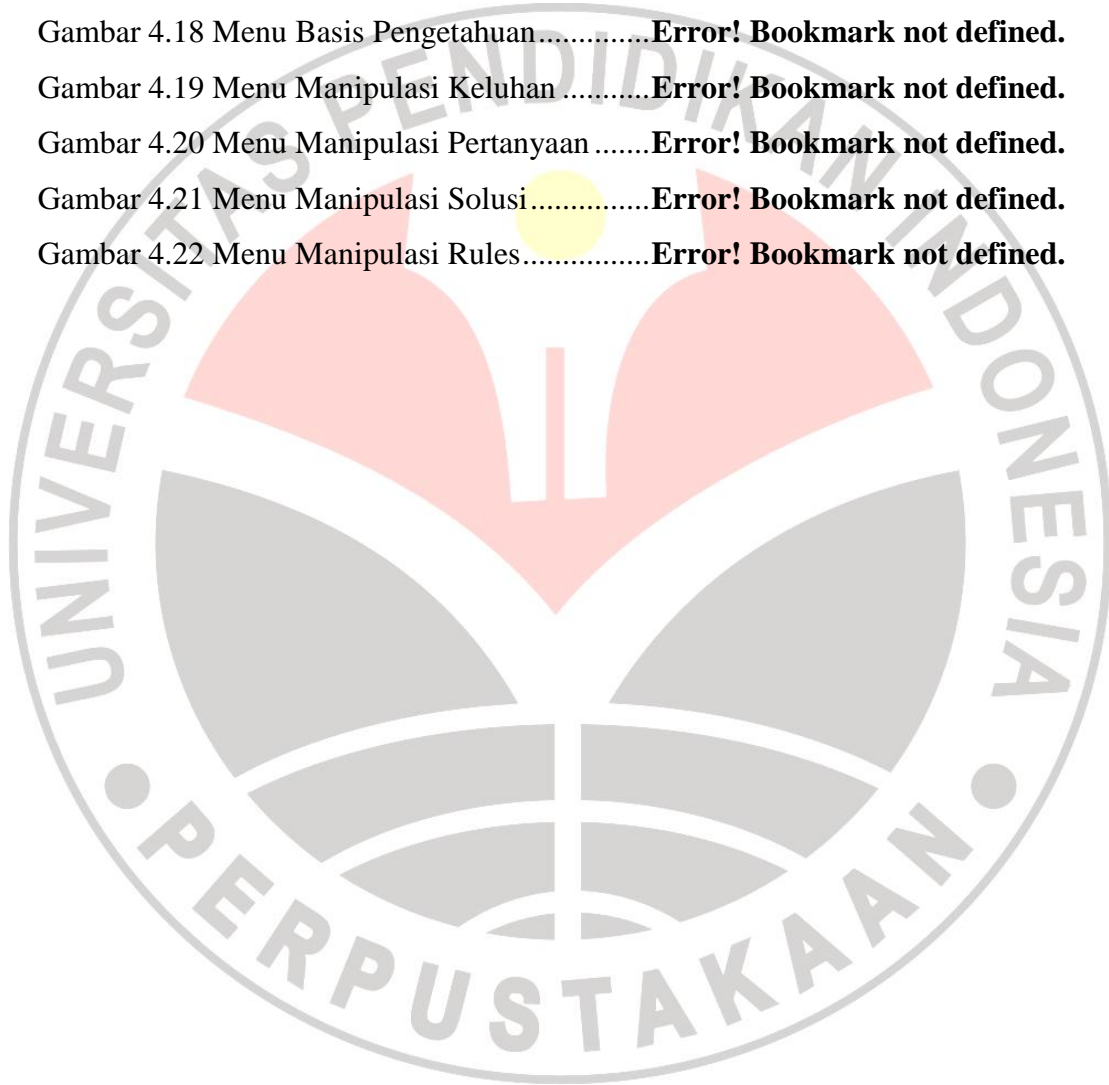 Gambar 4.18 Menu Basis Pengetahuan..............Error! Bookmark not defined.
Gambar 4.19 Menu Manipulasi Keluhan ...........Error! Bookmark not defined.
Gambar 4.20 Menu Manipulasi Pertanyaan .......Error! Bookmark not defined.
Gambar 4.21 Menu Manipulasi Solusi...............Error! Bookmark not defined.
Gambar 4.22 Menu Manipulasi Rules................Error! Bookmark not defined.
UNIVERSITAS PENDIDIKAN INDONESIA
PERPUSTAKAAN